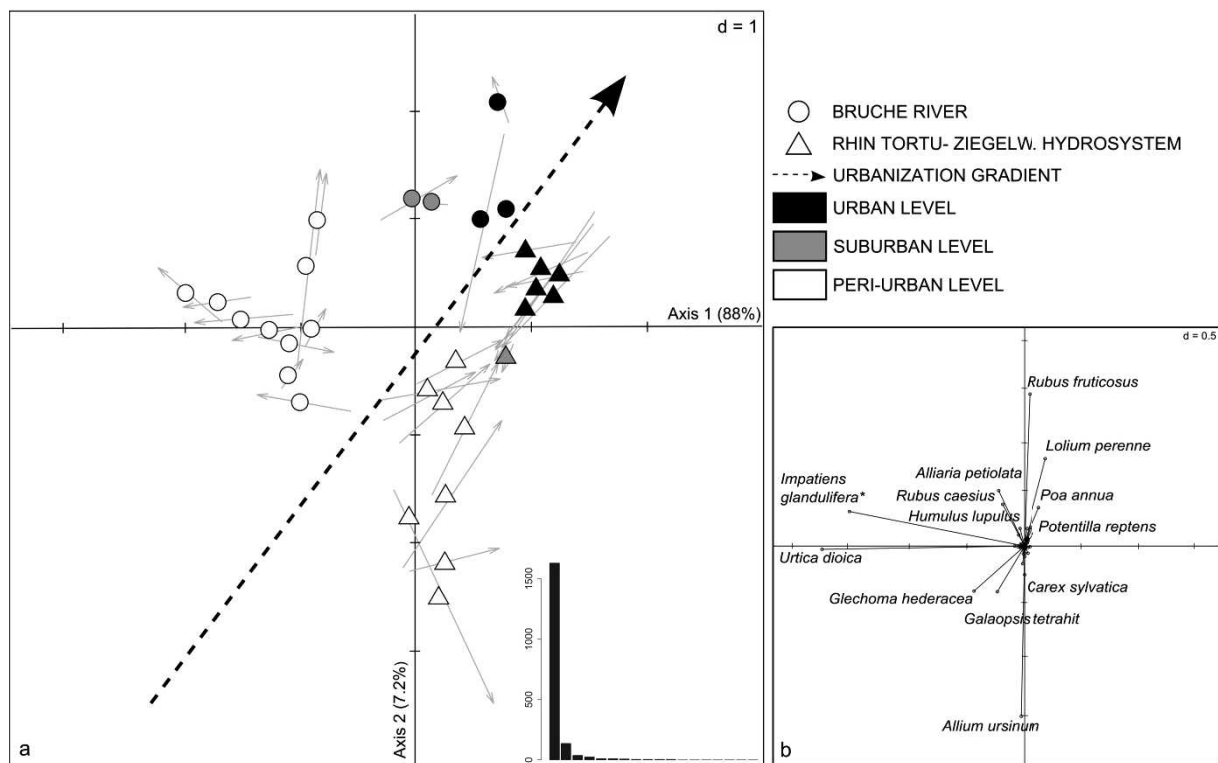 d = 1
Axis 1 (88%)
Axis 2 (7.2%)
0
500
1000
1500
a
BRUCHE RIVER
RHIN TORTU- ZIEGELW. HYDROSYSTEM
URBANIZATION GRADIENT
URBAN LEVEL
SUBURBAN LEVEL
PERI-URBAN LEVEL
d = 0.5
Rubus fruticosus
Lolium perenne
Alliaria petiolata
Impatiens
glandulifera*
Rubus caesius
Poa annua
Humulus lupulus
Potentilla reptens
Urtica dioica
Carex sylvatica
Glechoma hederacea
Galaopsis tetrahit
Allium ursinum
b